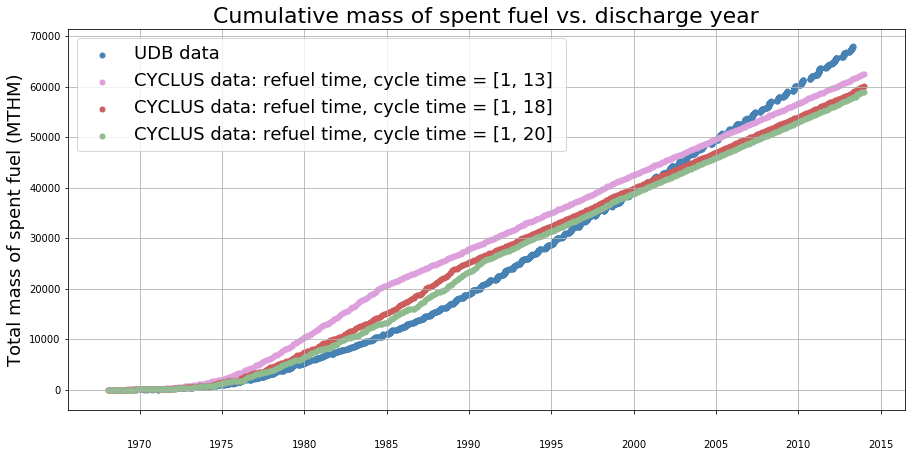 Cumulative mass of spent fuel vs. discharge year
Total mass of spent fuel (MTHM)
70000
60000
50000
40000
30000
20000
10000
0
UDB data
CYCLUS data: refuel time, cycle time = [1, 13]
CYCLUS data: refuel time, cycle time = [1, 18]
CYCLUS data: refuel time, cycle time = [1, 20]
1970 1975 1980 1985 1990 1995 2000 2005 2010 2015